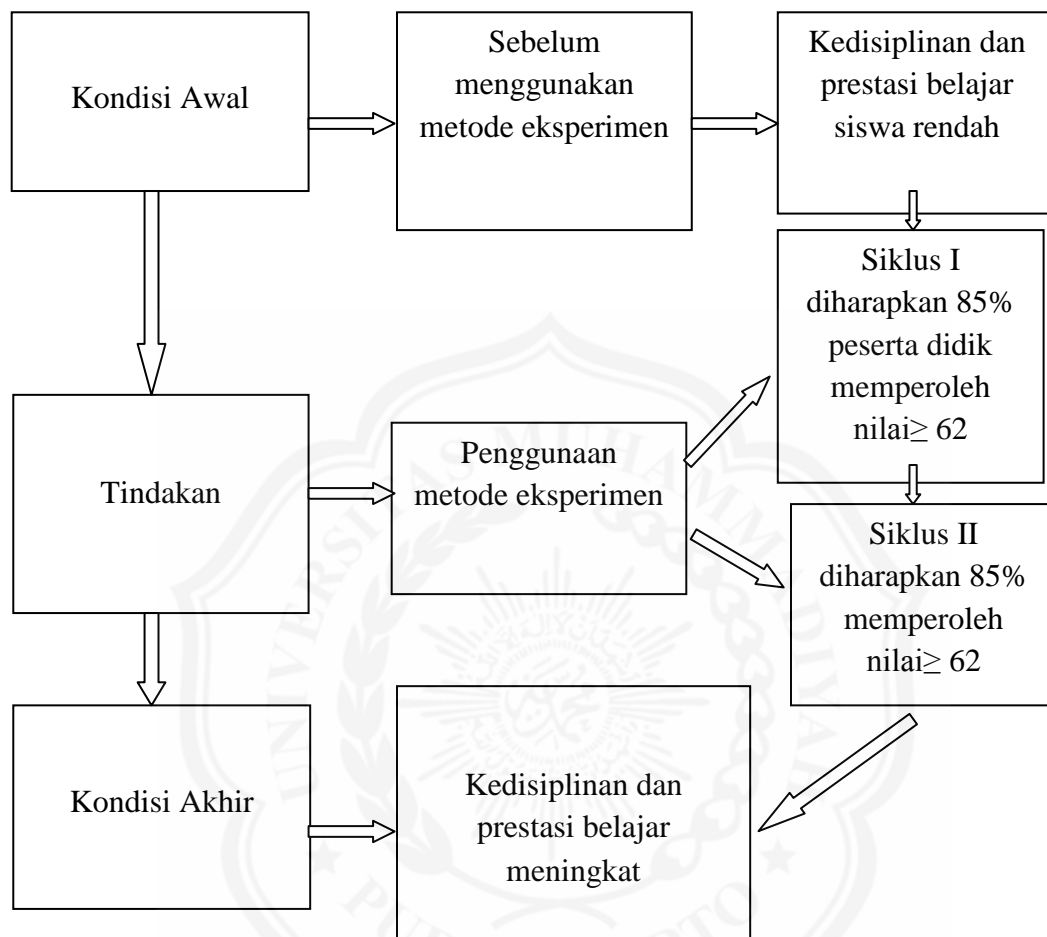 Kondisi Awal
Sebelum
menggunakan
metode eksperimen
Kedisiplinan dan
prestasi belajar
siswa rendah
Siklus I
diharapkan 85%
peserta didik
memperoleh
nilai≥ 62
Tindakan
Penggunaan
metode eksperimen
Siklus II
diharapkan 85%
memperoleh
nilai≥ 62
Kondisi Akhir
Kedisiplinan dan
prestasi belajar
meningkat
UNIVERSITAS MUHAMMADIYAH